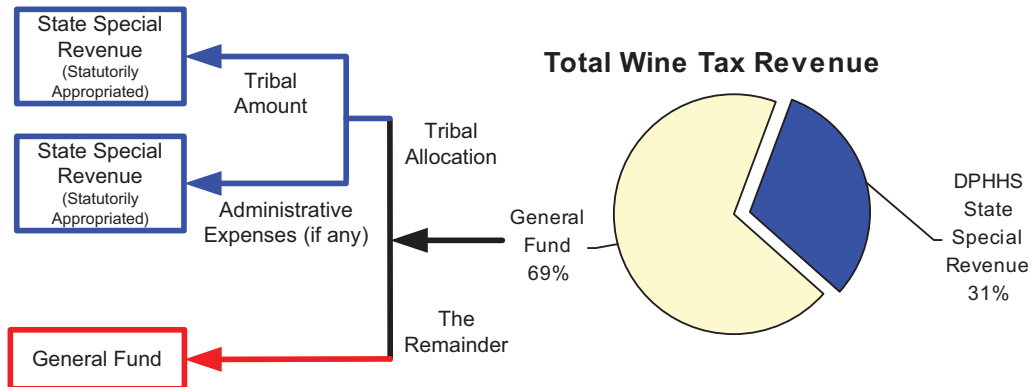 State Special
Revenue
(Statutorily
Appropriated)
Tribal
Amount
State Special
Revenue
(Statutorily
Appropriated)
Administrative
Expenses (if any)
Tribal
Allocation
The
Remainder
General Fund
Total Wine Tax Revenue
General
Fund
69%
DPHHS
State
Special
Revenue
31%